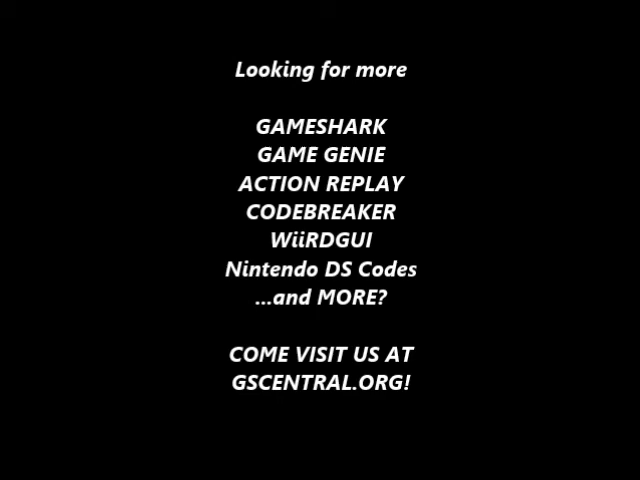 Looking for more
GAMESHARK
GAME GENIE
ACTION REPLAY
CODEBREAKER
WiiRDGUI
Nintendo DS Codes
...and MORE?
COME VISIT US AT
GSCENTRAL.ORG!